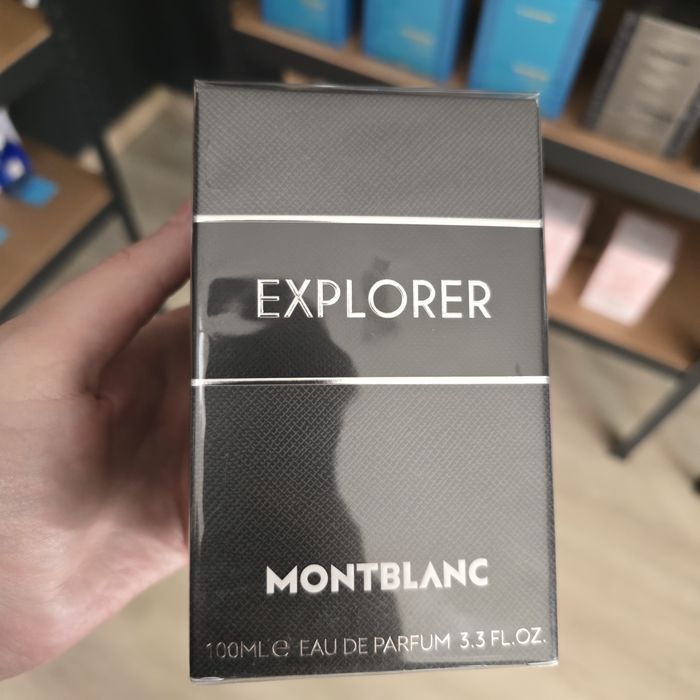 EXPLORER
MONTBLANC
100ML ℮ EAU DE PARFUM 3.3 FL.OZ.